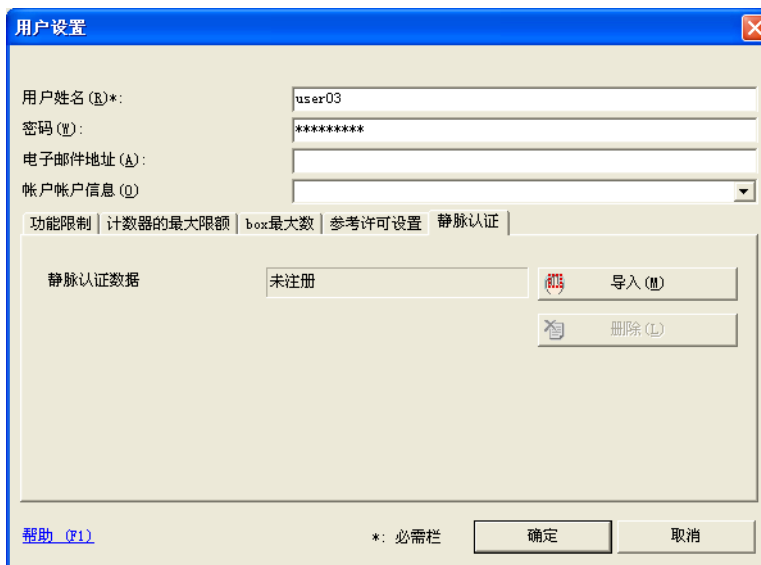 用户设置
用户姓名(R)*: user03
密码(W): *********
电子邮件地址(A):
帐户帐户信息(O)
功能限制 计数器的最大限额 box最大数 参考许可设置 静脉认证
静脉认证数据 未注册 导入(M)
删除(L)
帮助 (F1) *: 必需栏 确定 取消